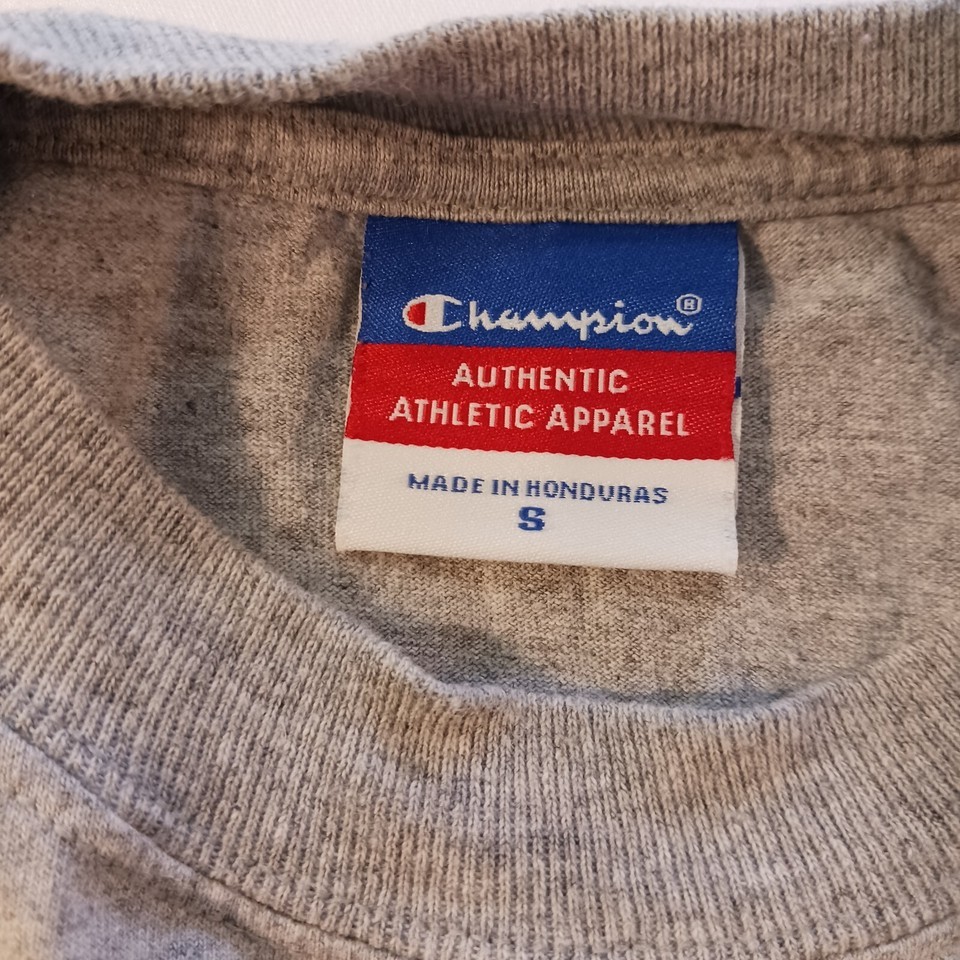 Champion®
AUTHENTIC
ATHLETIC APPAREL
MADE IN HONDURAS
S